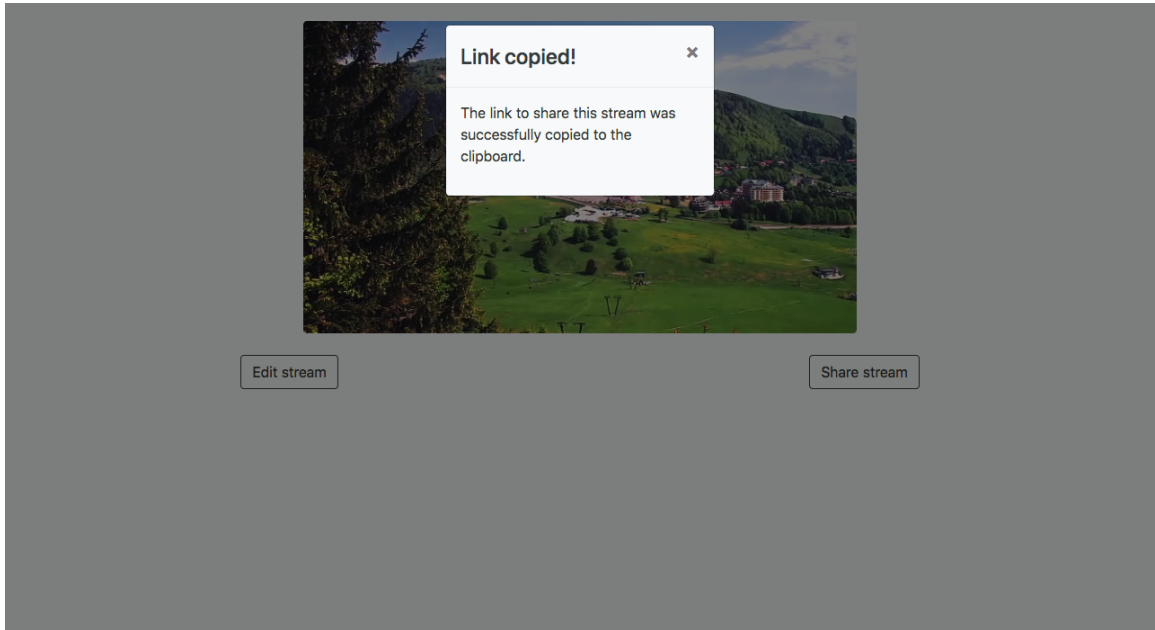 Link copied!
×
The link to share this stream was
successfully copied to the
clipboard.
Edit stream
Share stream